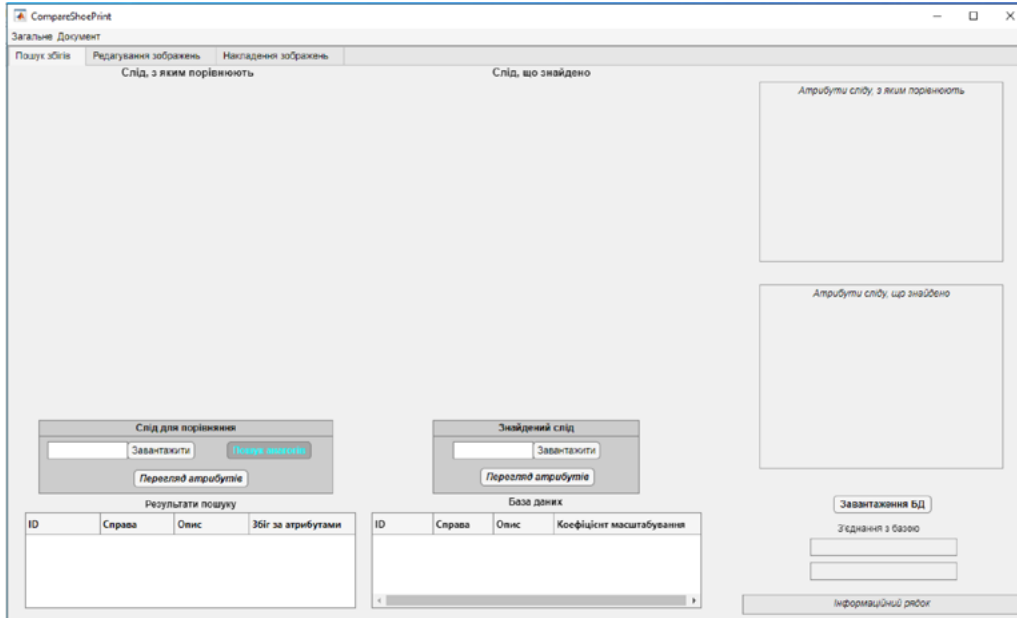 CompareShoePrint
Загальне Документ
Пошук збігів Редагування зображень Накладення зображень
Слід, з яким порівнюють Слід, що знайдено
Атрибути сліду, з яким порівнюють
Атрибути сліду, що знайдено
Слід для порівняння Знайдений слід
Завантажити Пошук Завантажити
Перегляд атрибутів Перегляд атрибутів
Результати пошуку База даних
Завантаження БД
ID Справа Опис Збіг за атрибутами ID Справа Опис Коефіцієнт масштабування
З'єднання з базою
Інформаційний рядок